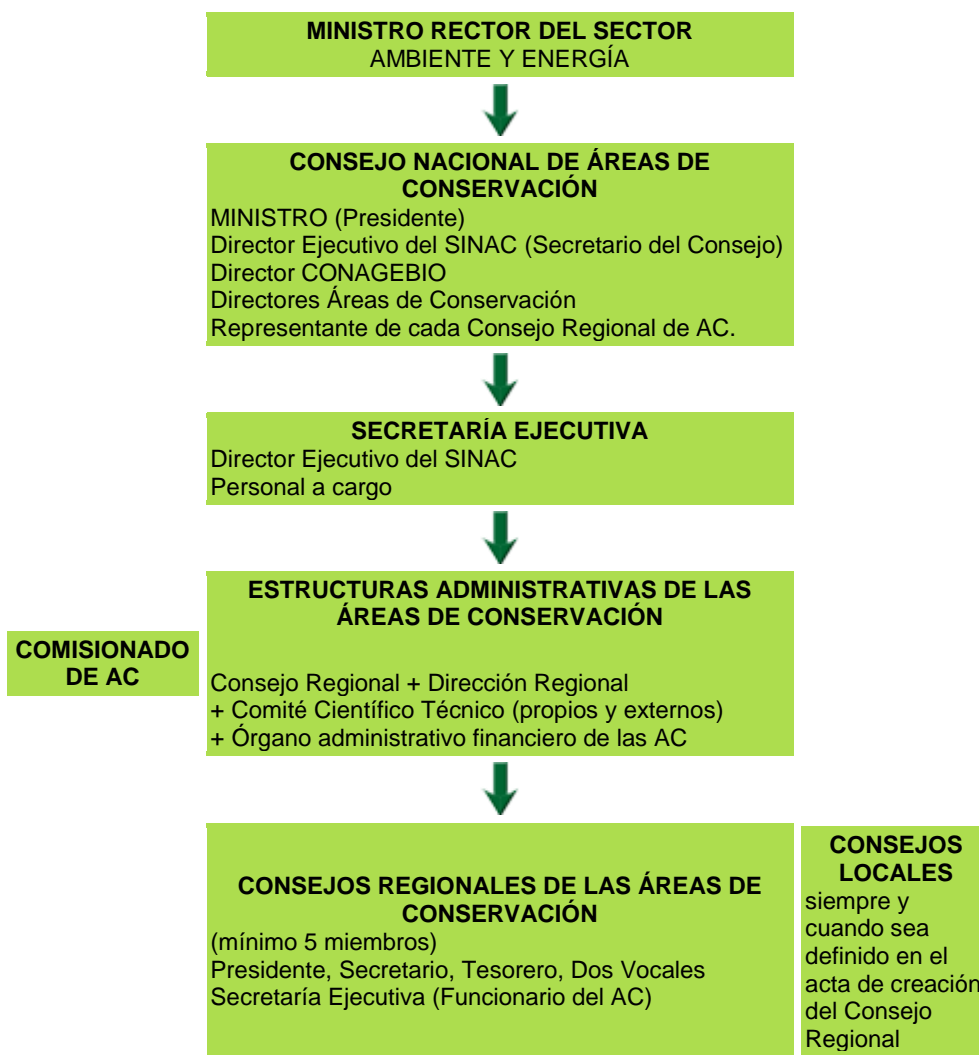 MINISTRO RECTOR DEL SECTOR
AMBIENTE Y ENERGÍA
CONSEJO NACIONAL DE ÁREAS DE
CONSERVACIÓN
MINISTRO (Presidente)
Director Ejecutivo del SINAC (Secretario del Consejo)
Director CONAGEBIO
Directores Áreas de Conservación
Representante de cada Consejo Regional de AC.
SECRETARÍA EJECUTIVA
Director Ejecutivo del SINAC
Personal a cargo
ESTRUCTURAS ADMINISTRATIVAS DE LAS
ÁREAS DE CONSERVACIÓN
Consejo Regional + Dirección Regional
+ Comité Científico Técnico (propios y externos)
+ Órgano administrativo financiero de las AC
COMISIONADO
DE AC
CONSEJOS REGIONALES DE LAS ÁREAS DE
CONSERVACIÓN
(mínimo 5 miembros)
Presidente, Secretario, Tesorero, Dos Vocales
Secretaría Ejecutiva (Funcionario del AC)
CONSEJOS
LOCALES
siempre y
cuando sea
definido en el
acta de creación
del Consejo
Regional